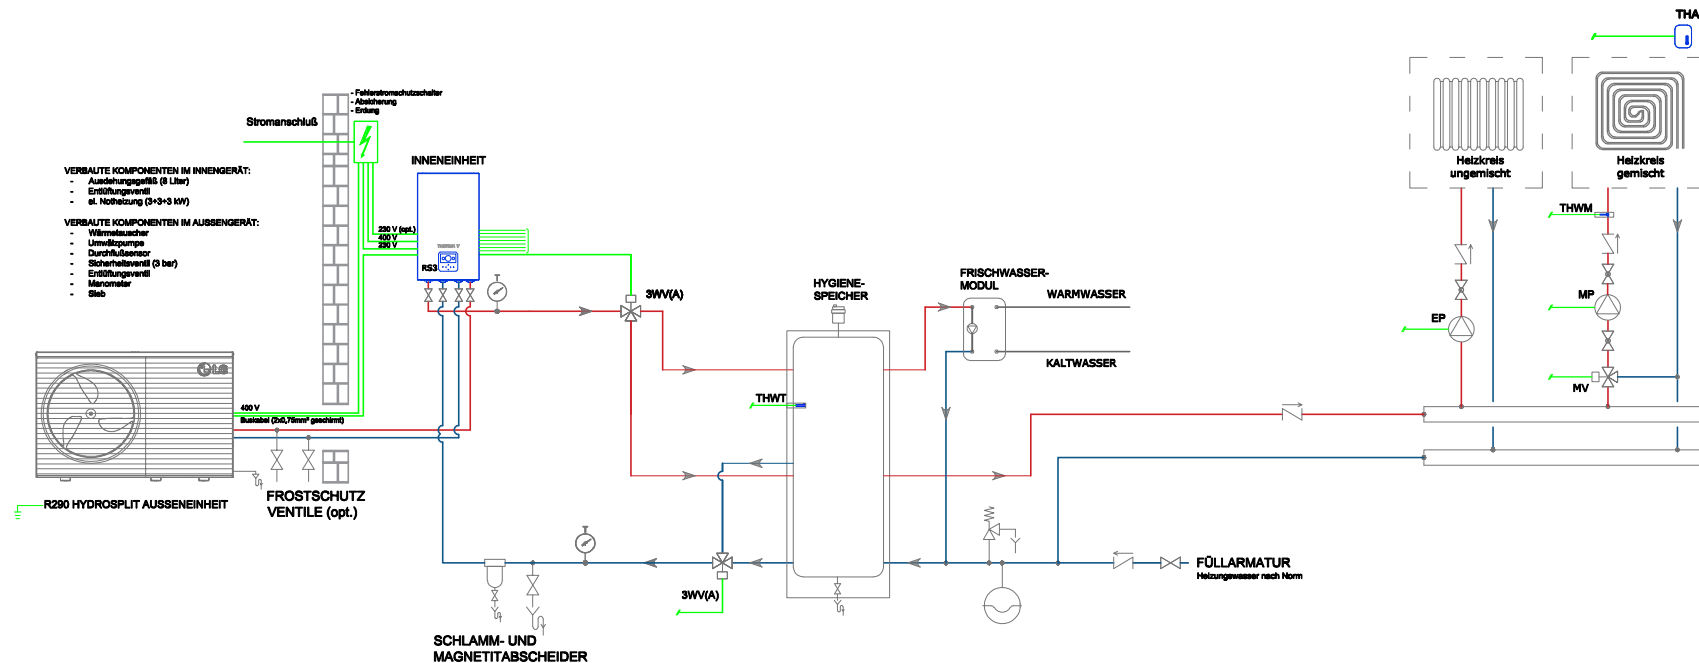 THA
- Fehlerstromschutzschalter
- Absicherung
- Erdung
Stromanschluß
INNENEINHEIT
VERBAUTE KOMPONENTEN IM INNENGERÄT:
- Ausdehungsgefäß (8 Liter)
- Entlüftungsventil
- el. Notheizung (3+3+3 kW)
VERBAUTE KOMPONENTEN IM AUSSENGERÄT:
- Wärmetauscher
- Umwälzpumpe
- Durchflußsensor
- Sicherheitsventil (3 bar)
- Entlüftungsventil
- Manometer
- Sieb
230 V (opt.)
400 V
230 V
THERMA V
RS3
T
3WV(A)
HYGIENE-
SPEICHER
FRISCHWASSER-
MODUL
WARMWASSER
KALTWASSER
Heizkreis
ungemischt
Heizkreis
gemischt
THWM
MP
EP
MV
LG
THWT
400 V
Buskabel (2x0,75mm² geschirmt)
FROSTSCHUTZ
VENTILE (opt.)
R290 HYDROSPLIT AUSSENEINHEIT
T
3WV(A)
FÜLLARMATUR
Heizungswasser nach Norm
SCHLAMM- UND
MAGNETITABSCHEIDER